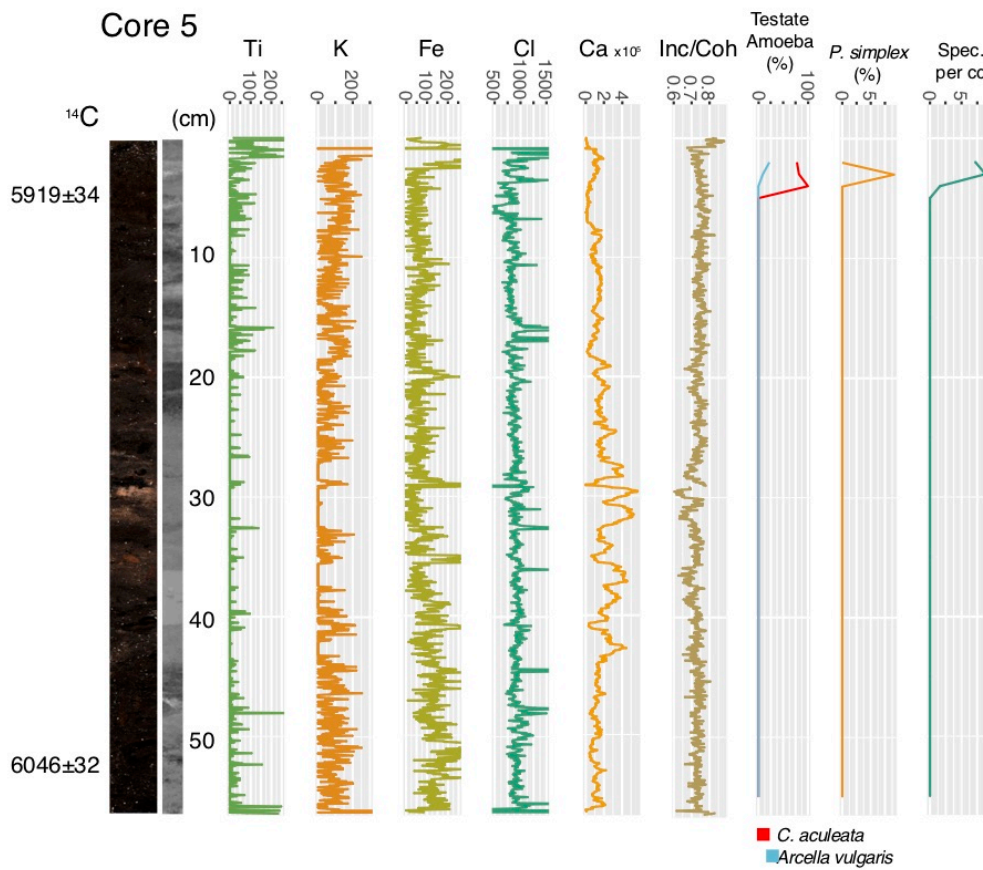 Core 5
Ti
K
Fe
Cl
Ca x10⁵
Inc/Coh
Testate
Amoeba
(%)
P. simplex
(%)
Spec.
per co
¹⁴C
(cm)
0 100 200
0 200
0 100 200
500 1000 1500
0 2 4
0.6 0.7 0.8
0 100
0 5
0 5
5919±34
10
20
30
40
50
6046±32
C. aculeata
Arcella vulgaris